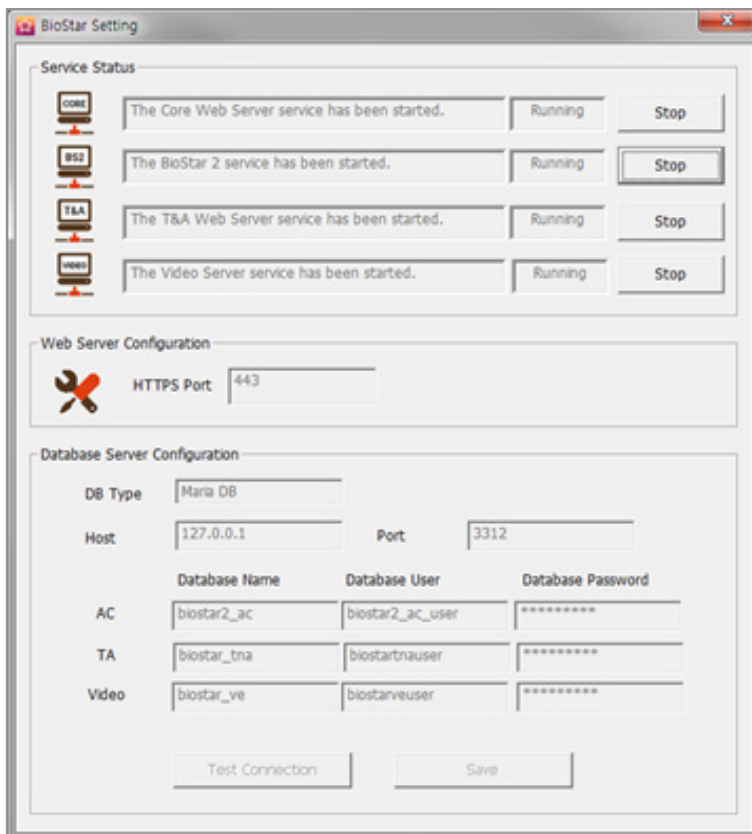 BioStar Setting
Service Status
CORE The Core Web Server service has been started. Running Stop
BS2 The BioStar 2 service has been started. Running Stop
T&A The T&A Web Server service has been started. Running Stop
VIDEO The Video Server service has been started. Running Stop
Web Server Configuration
HTTPS Port 443
Database Server Configuration
DB Type Maria DB
Host 127.0.0.1 Port 3312
Database Name Database User Database Password
AC biostar2_ac biostar2_ac_user *********
TA biostar_tna biostartnauser *********
Video biostar_ve biostarveuser *********
Test Connection Save